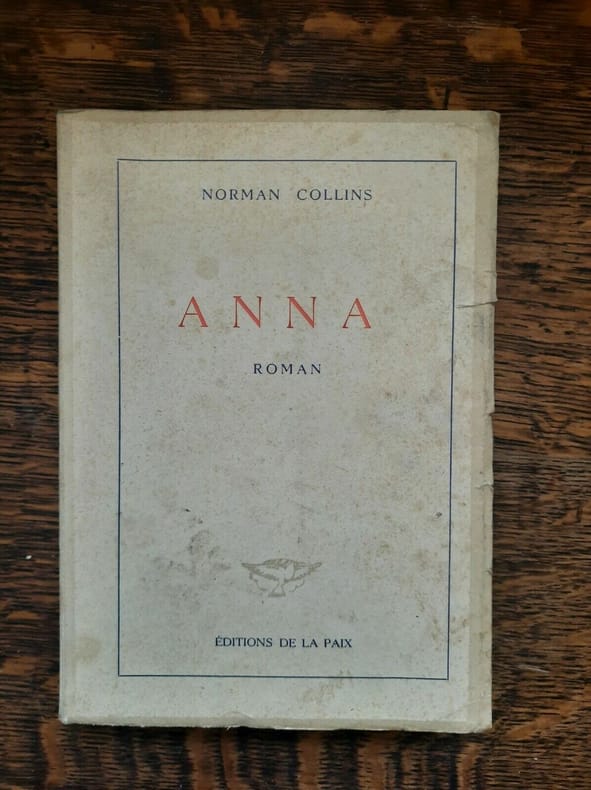 NORMAN COLLINS
ANNA
ROMAN
ÉDITIONS DE LA PAIX